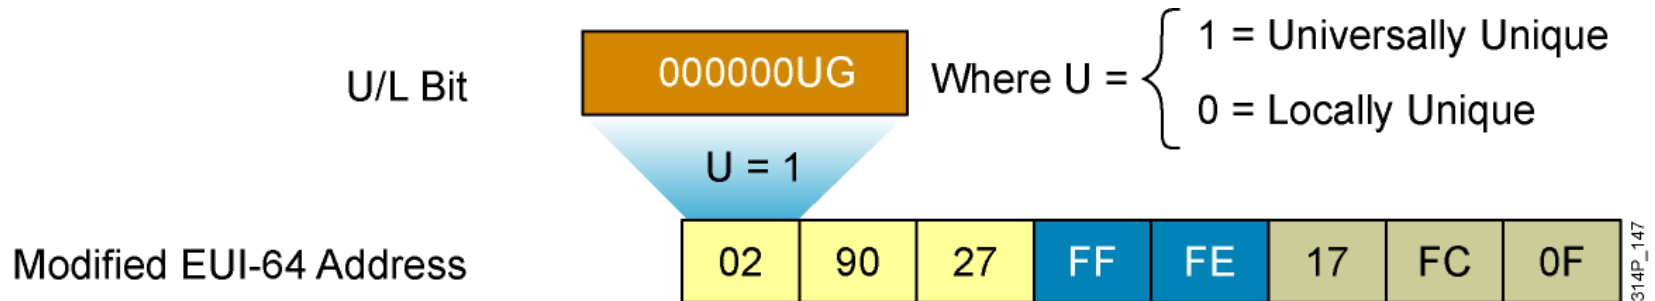 1 = Universally Unique
U/L Bit 000000UG Where U =
0 = Locally Unique
U = 1
Modified EUI-64 Address 02 90 27 FF FE 17 FC 0F
314P_147